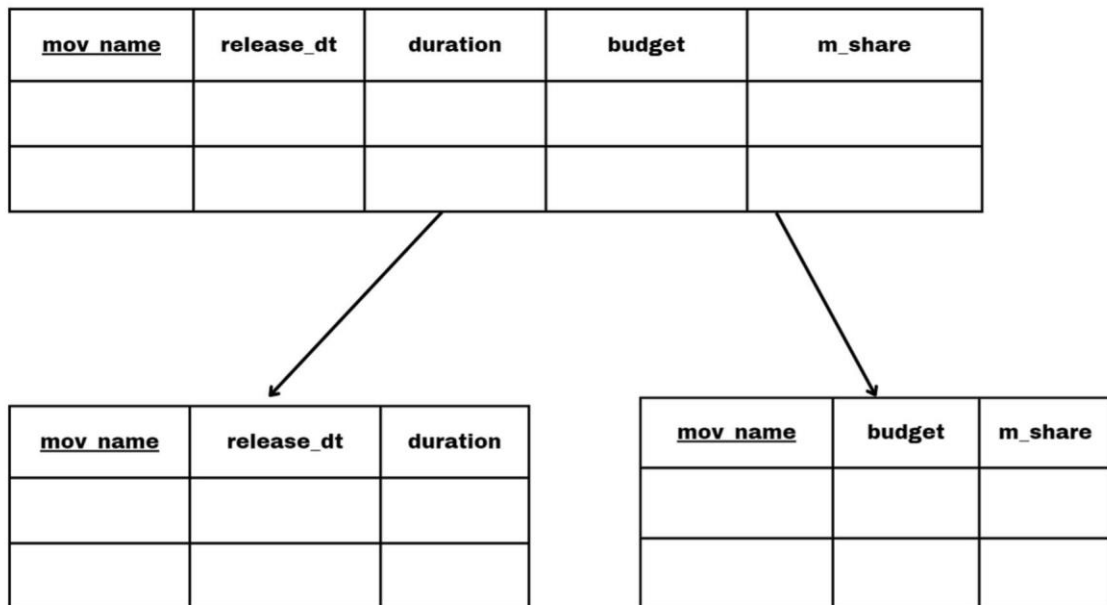 mov_name release_dt duration budget m_share
mov_name release_dt duration
mov_name budget m_share